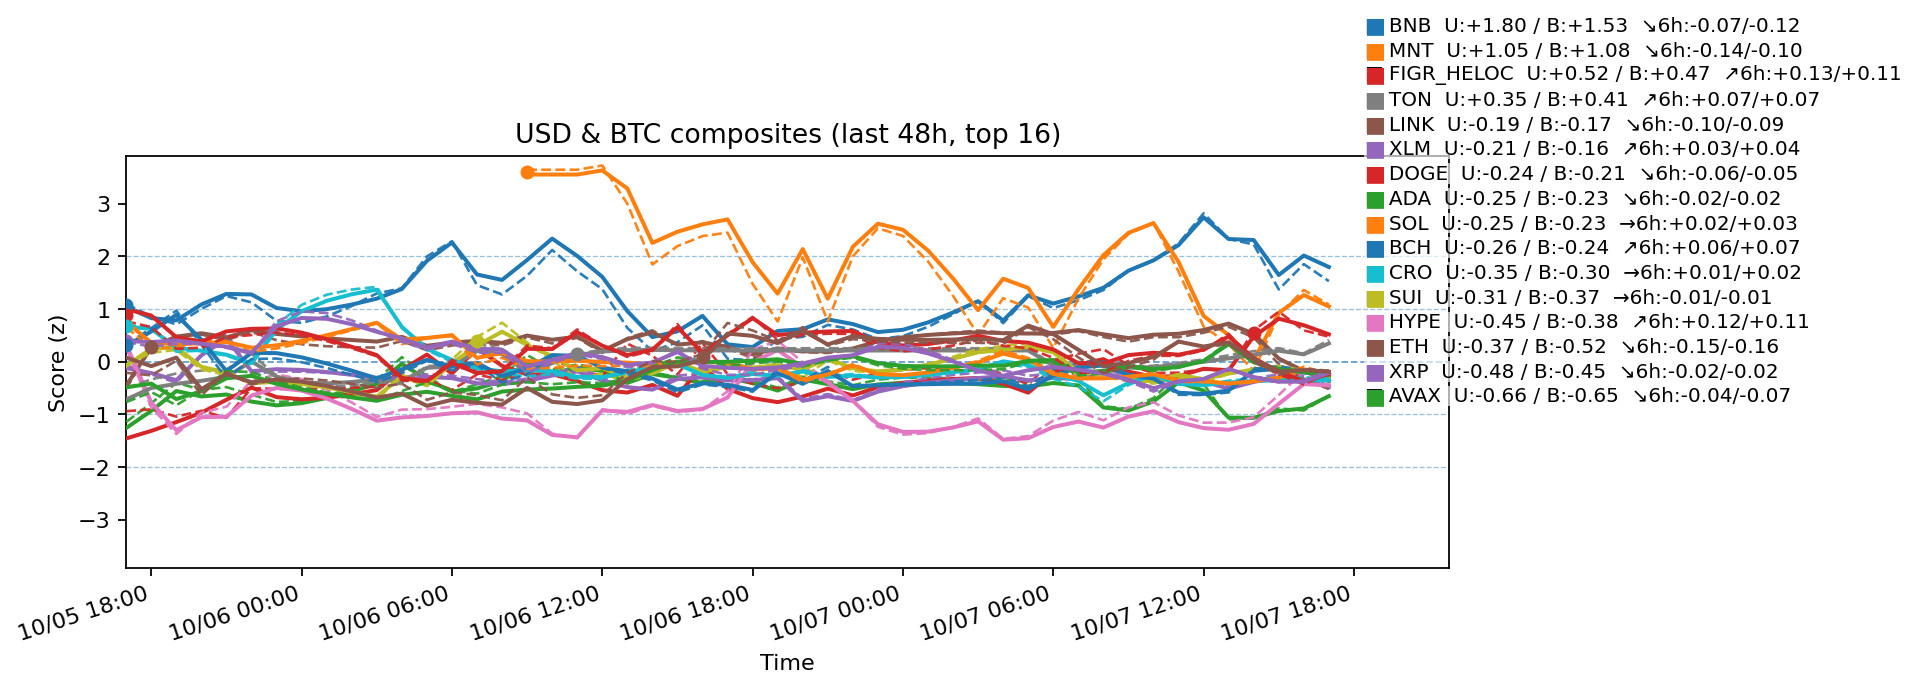 BNB  U:+1.80 / B:+1.53  ↘6h:-0.07/-0.12
MNT  U:+1.05 / B:+1.08  ↘6h:-0.14/-0.10
FIGR_HELOC  U:+0.52 / B:+0.47  ↗6h:+0.13/+0.11
TON  U:+0.35 / B:+0.41  ↗6h:+0.07/+0.07
LINK  U:-0.19 / B:-0.17  ↘6h:-0.10/-0.09
XLM  U:-0.21 / B:-0.16  ↗6h:+0.03/+0.04
DOGE  U:-0.24 / B:-0.21  ↘6h:-0.06/-0.05
ADA  U:-0.25 / B:-0.23  ↘6h:-0.02/-0.02
SOL  U:-0.25 / B:-0.23  →6h:+0.02/+0.03
BCH  U:-0.26 / B:-0.24  ↗6h:+0.06/+0.07
CRO  U:-0.35 / B:-0.30  →6h:+0.01/+0.02
SUI  U:-0.31 / B:-0.37  →6h:-0.01/-0.01
HYPE  U:-0.45 / B:-0.38  ↗6h:+0.12/+0.11
ETH  U:-0.37 / B:-0.52  ↘6h:-0.15/-0.16
XRP  U:-0.48 / B:-0.45  ↘6h:-0.02/-0.02
AVAX  U:-0.66 / B:-0.65  ↘6h:-0.04/-0.07
USD & BTC composites (last 48h, top 16)
Score (z)
3
2
1
0
−1
−2
−3
10/05 18:00
10/06 00:00
10/06 06:00
10/06 12:00
10/06 18:00
10/07 00:00
10/07 06:00
10/07 12:00
10/07 18:00
Time